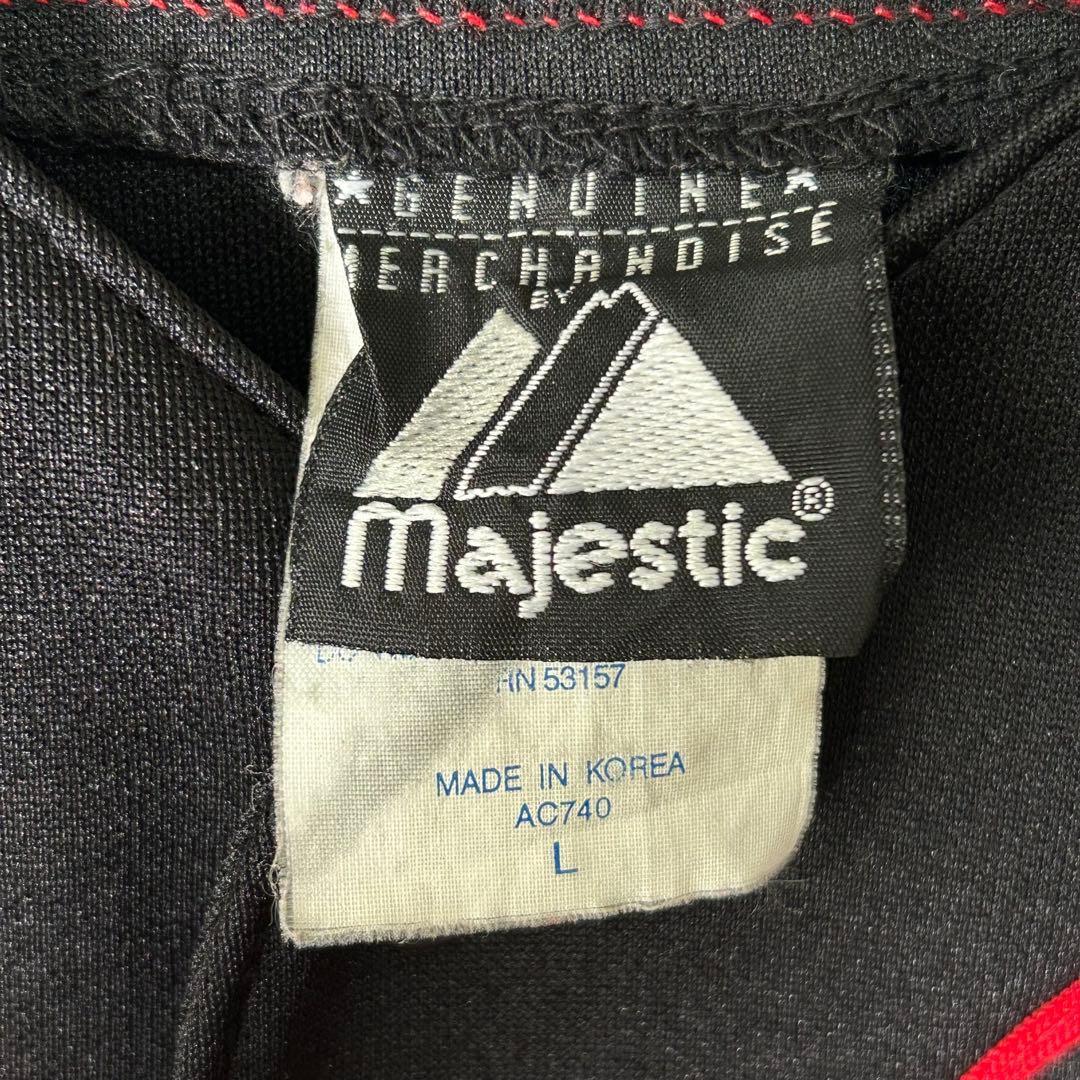 ★GENUINE★
MERCHANDISE
BY
Majestic®
RN 53157
MADE IN KOREA
AC740
L